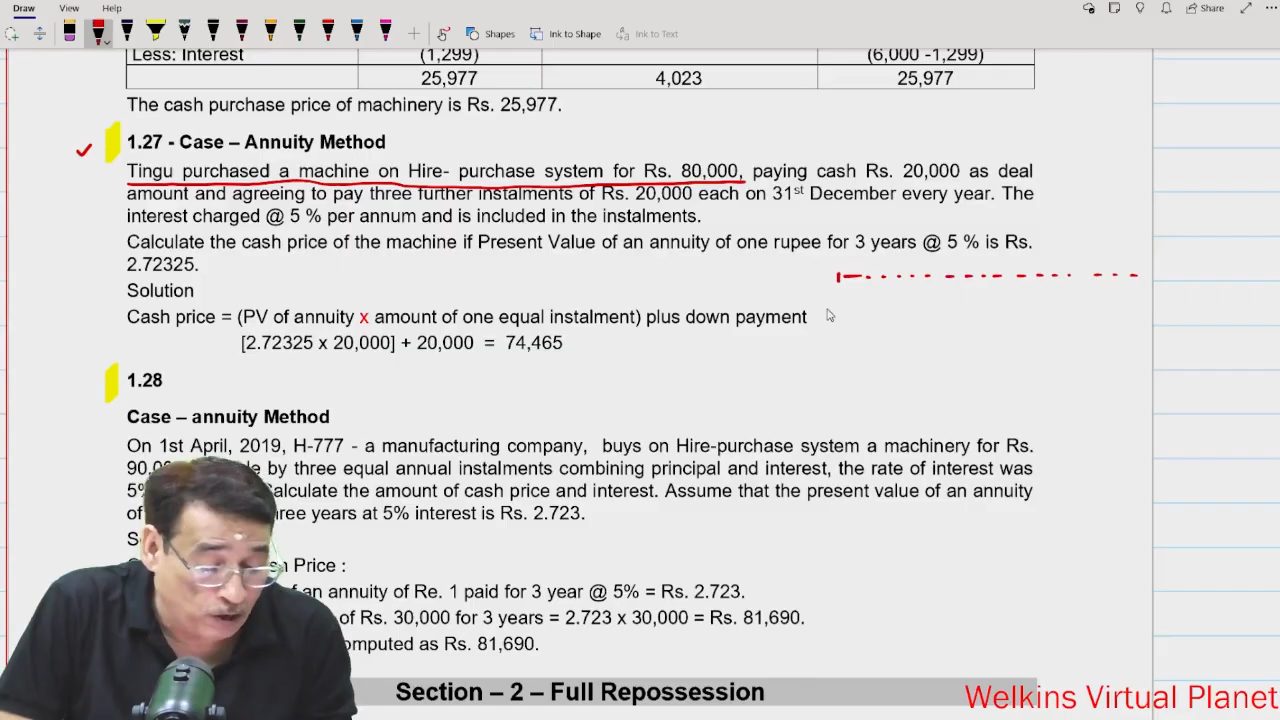 Draw View Help Share
Shapes Ink to Shape Ink to Text
Less: Interest (1,299) (6,000 -1,299)
25,977 4,023 25,977
The cash purchase price of machinery is Rs. 25,977.
1.27 - Case – Annuity Method
Tingu purchased a machine on Hire- purchase system for Rs. 80,000, paying cash Rs. 20,000 as deal
amount and agreeing to pay three further instalments of Rs. 20,000 each on 31st December every year. The
interest charged @ 5 % per annum and is included in the instalments.
Calculate the cash price of the machine if Present Value of an annuity of one rupee for 3 years @ 5 % is Rs.
2.72325.
Solution
Cash price = (PV of annuity x amount of one equal instalment) plus down payment
[2.72325 x 20,000] + 20,000 = 74,465
1.28
Case – annuity Method
On 1st April, 2019, H-777 - a manufacturing company, buys on Hire-purchase system a machinery for Rs.
by three equal annual instalments combining principal and interest, the rate of interest was
Calculate the amount of cash price and interest. Assume that the present value of an annuity
years at 5% interest is Rs. 2.723.
Price :
an annuity of Re. 1 paid for 3 year @ 5% = Rs. 2.723.
of Rs. 30,000 for 3 years = 2.723 x 30,000 = Rs. 81,690.
as Rs. 81,690.
Section – 2 – Full Repossession
Welkins Virtual Planet